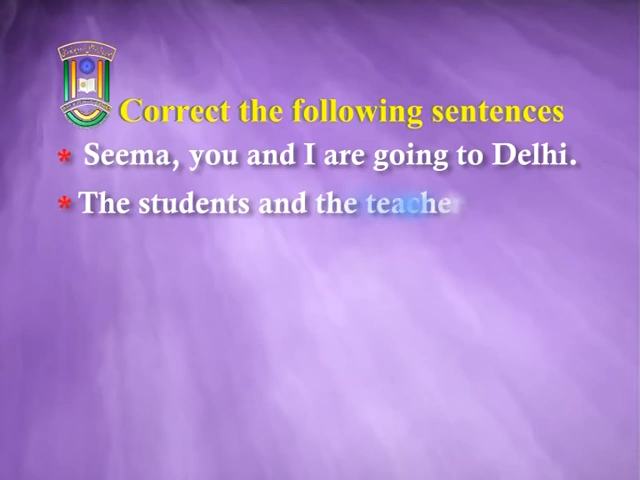 Correct the following sentences
* Seema, you and I are going to Delhi.
* The students and the teacher